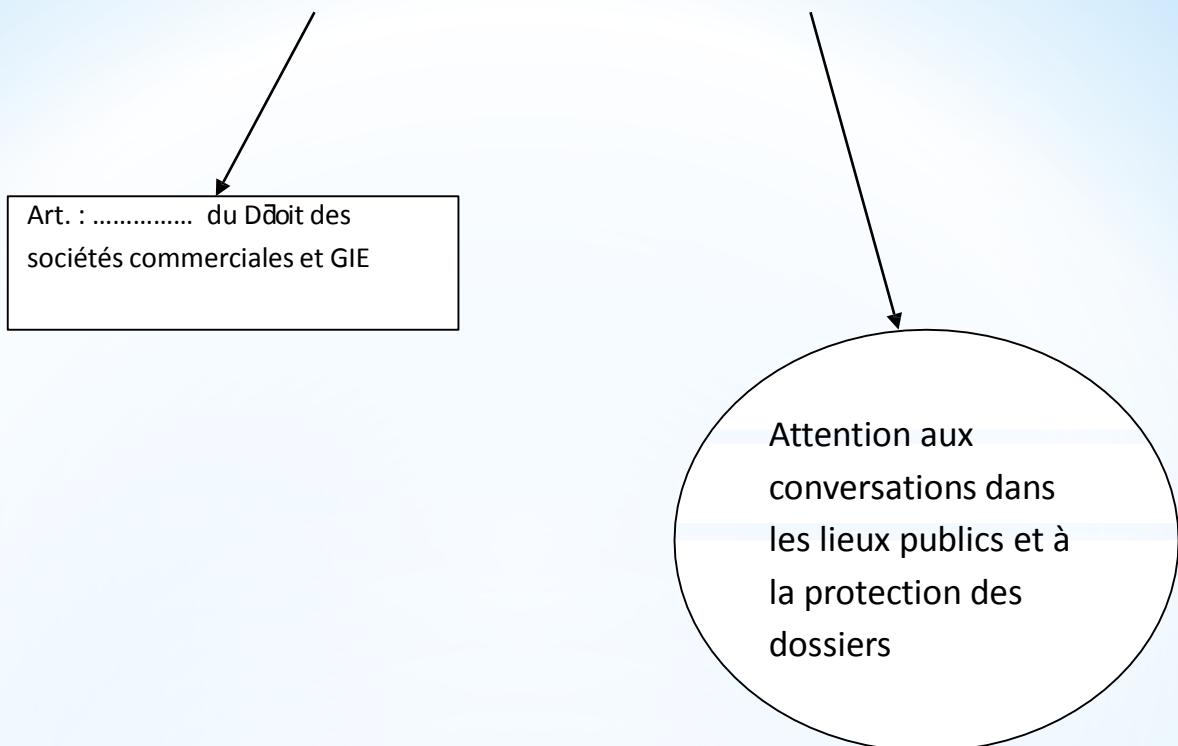 Art. : .............. du Ddoit des
sociétés commerciales et GIE
Attention aux
conversations dans
les lieux publics et à
la protection des
dossiers